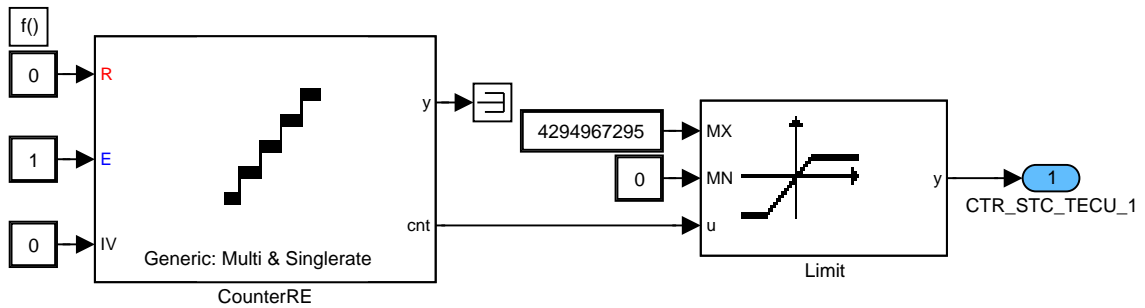 f()
0
R
1
E
0
IV
y
cnt
Generic: Multi & Singlerate
CounterRE
4294967295
MX
0
MN
u
y
Limit
1
CTR_STC_TECU_1